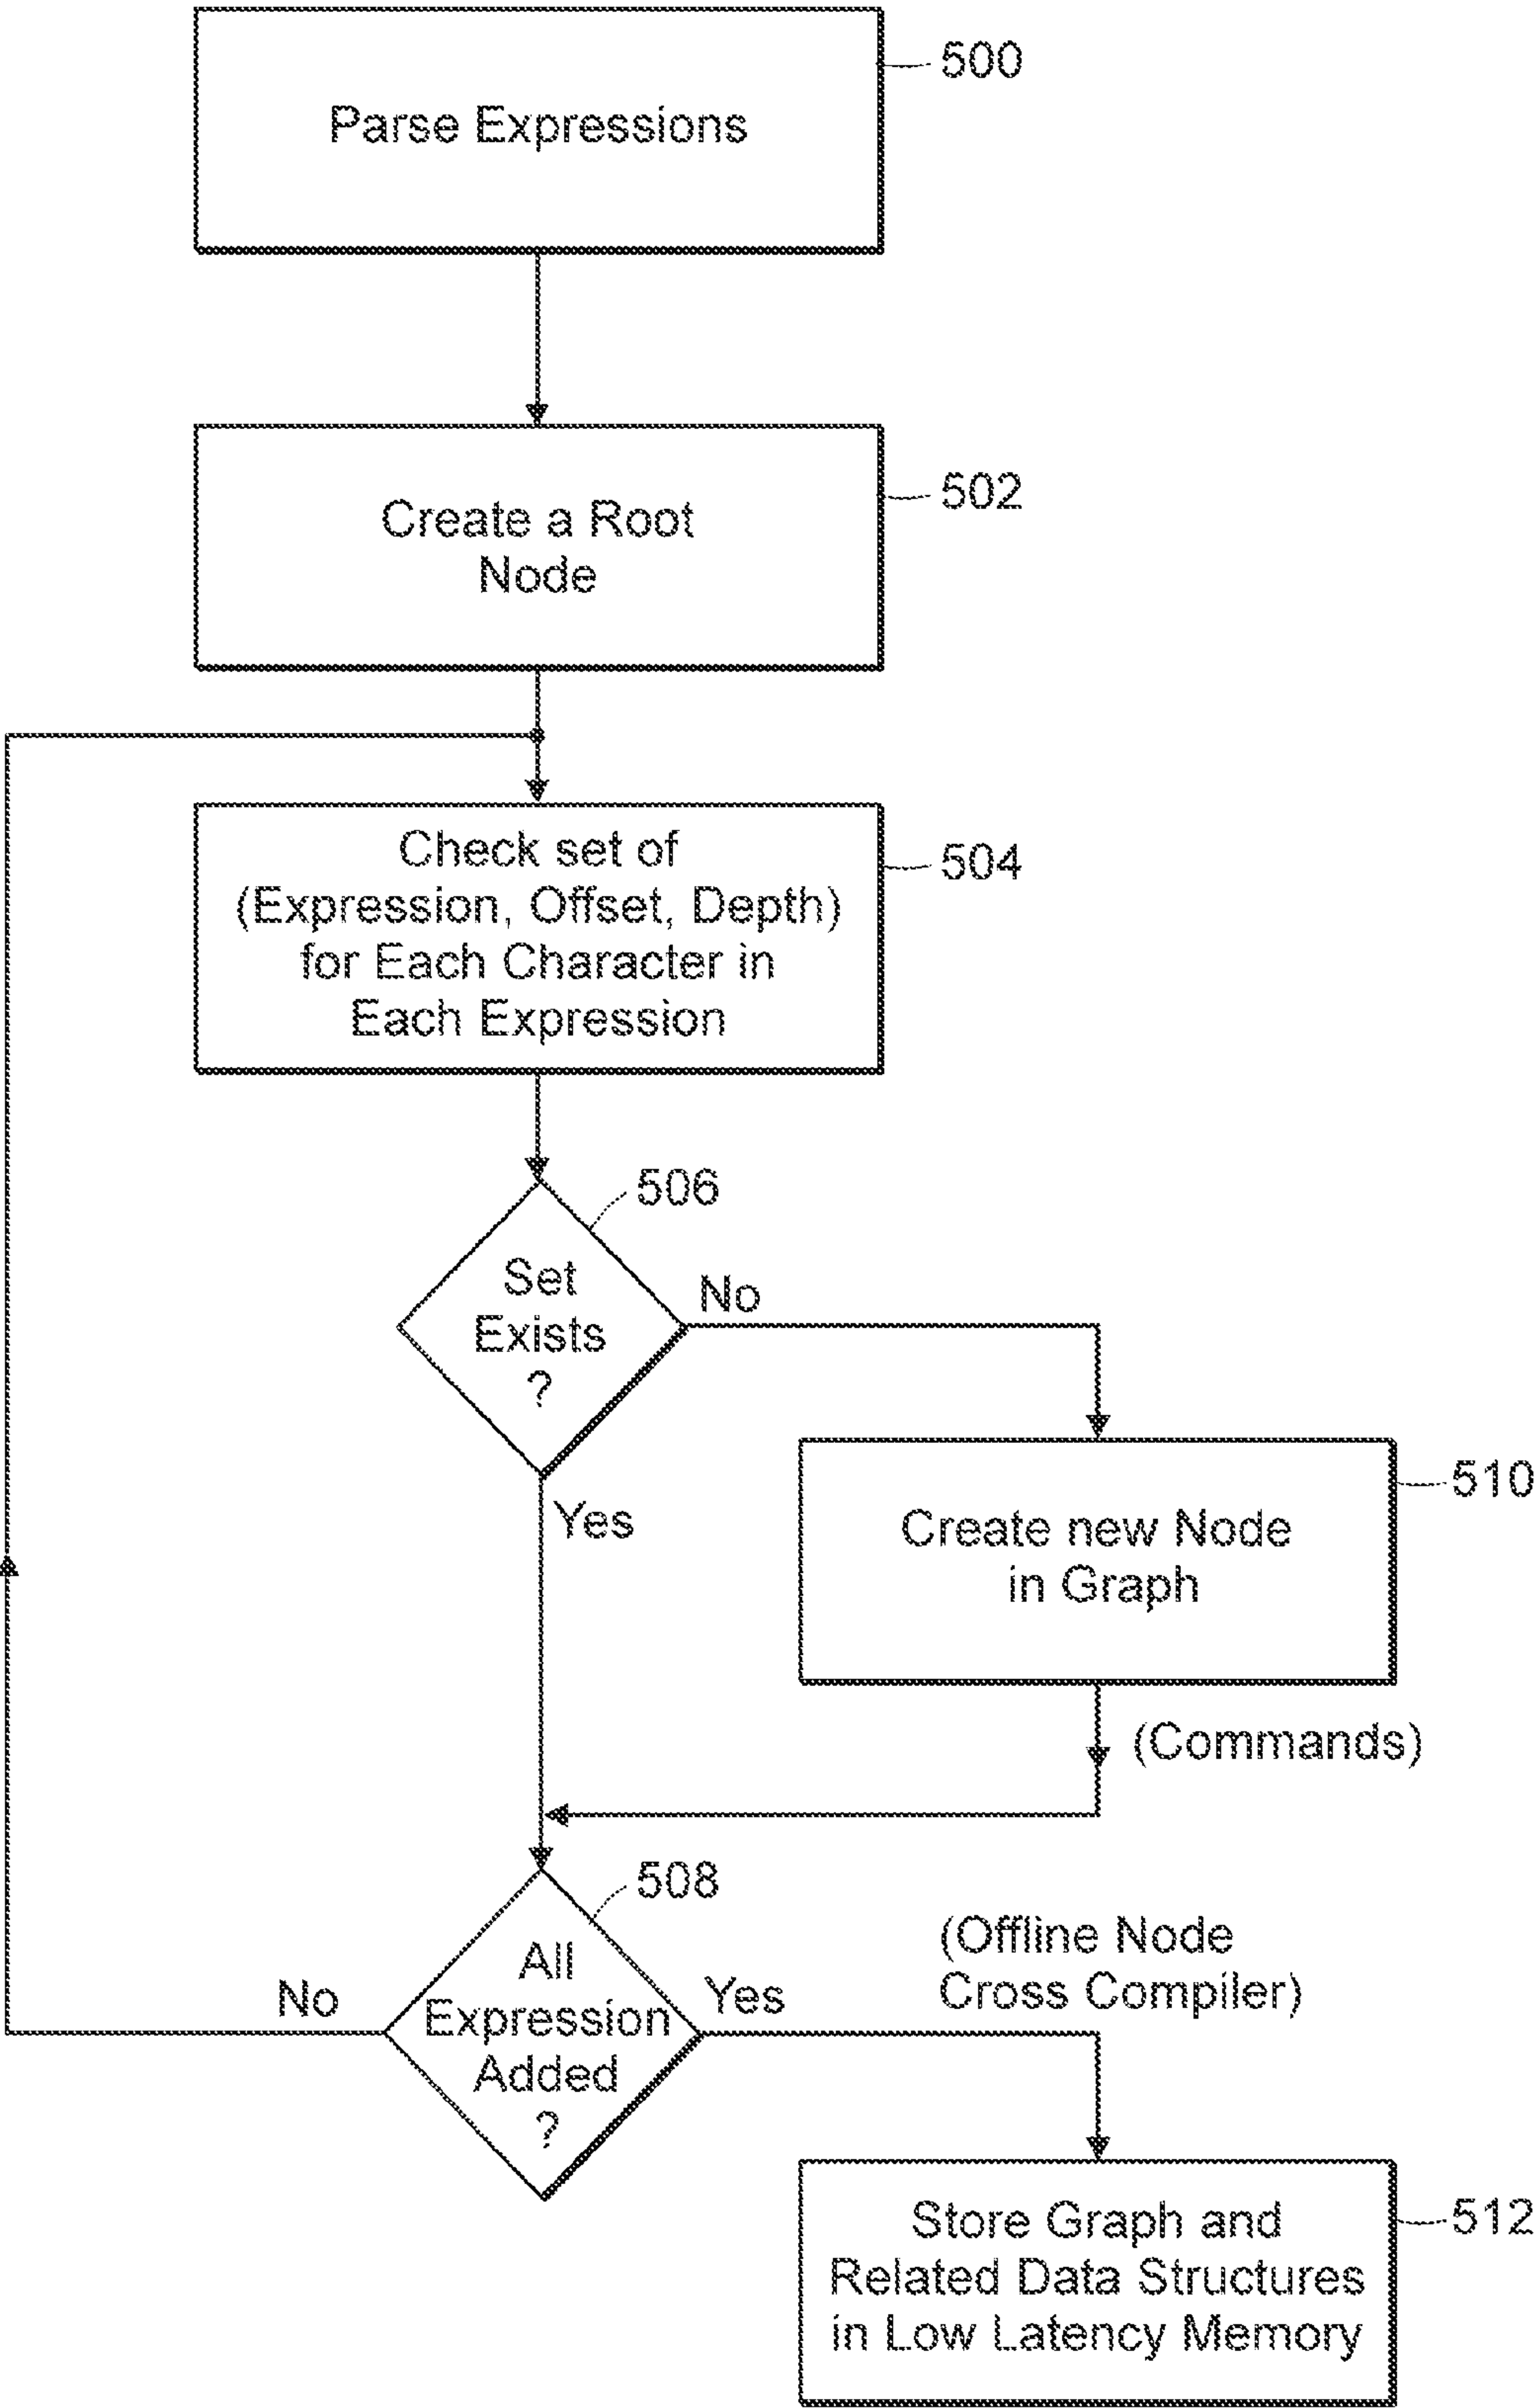 500
Parse Expressions
502
Create a Root
Node
504
Check set of
(Expression, Offset, Depth)
for Each Character in
Each Expression
506
Set
Exists
?
No
Yes
510
Create new Node
in Graph
(Commands)
508
All
Expression
Added
?
No
Yes
(Offline Node
Cross Compiler)
512
Store Graph and
Related Data Structures
in Low Latency Memory